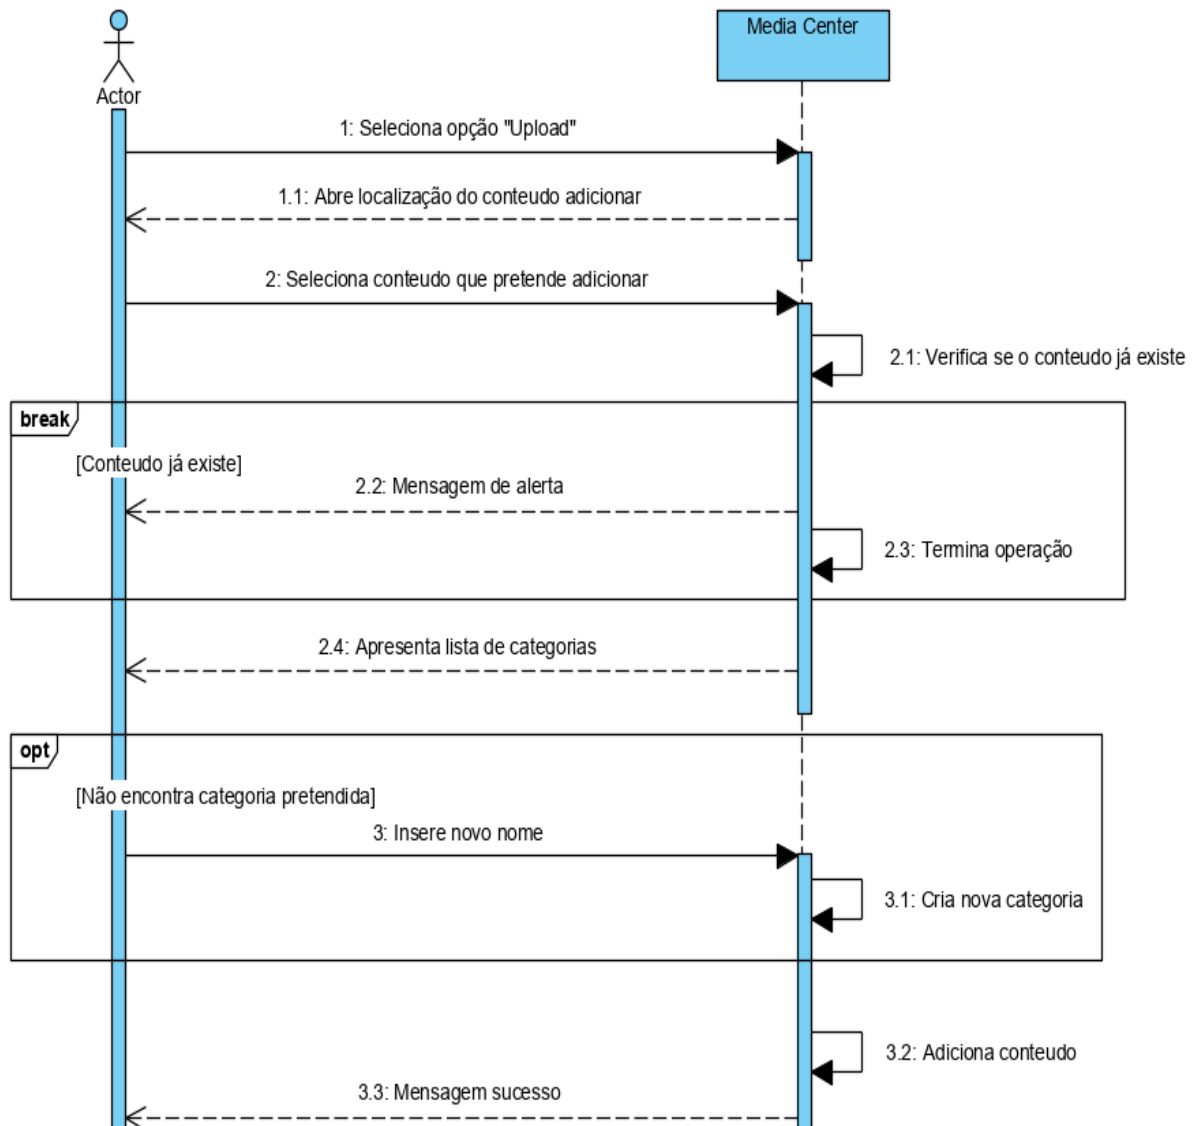 Media Center
Actor
1: Seleciona opção "Upload"
1.1: Abre localização do conteudo adicionar
2: Seleciona conteudo que pretende adicionar
2.1: Verifica se o conteudo já existe
break
[Conteudo já existe]
2.2: Mensagem de alerta
2.3: Termina operação
2.4: Apresenta lista de categorias
opt
[Não encontra categoria pretendida]
3: Insere novo nome
3.1: Cria nova categoria
3.2: Adiciona conteudo
3.3: Mensagem sucesso